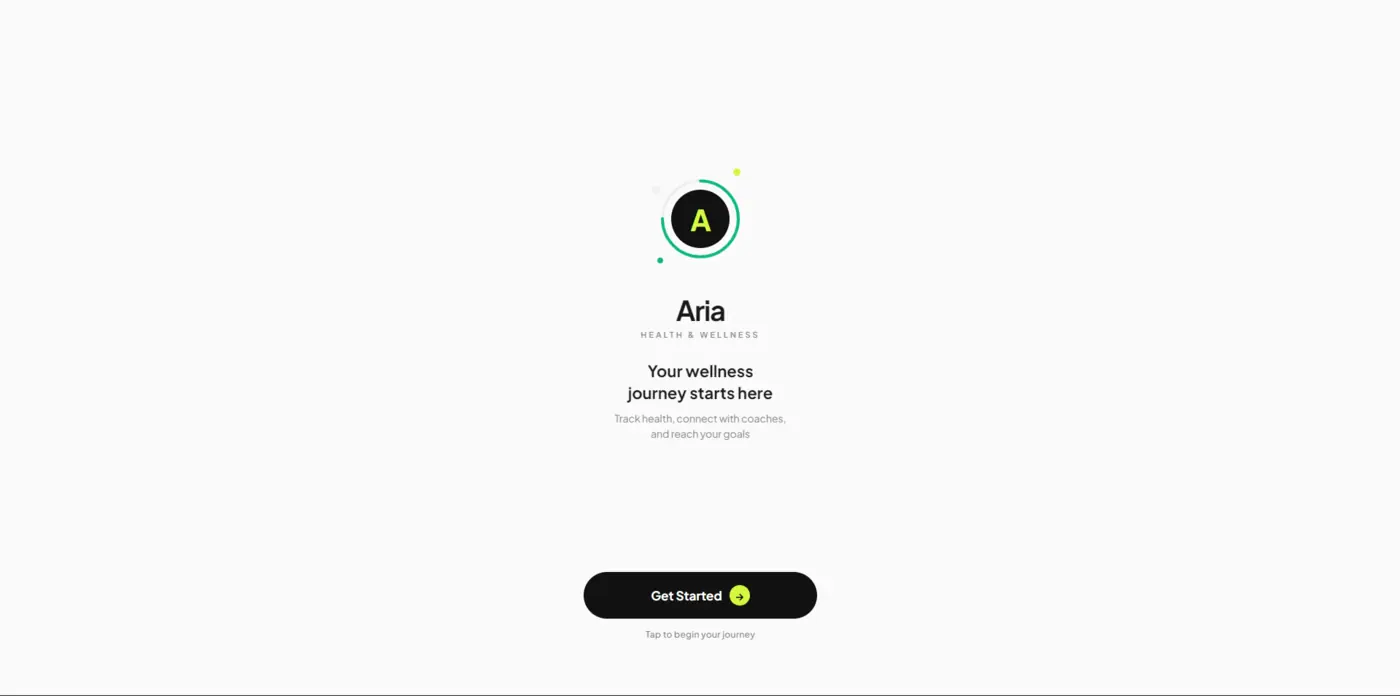 A
Aria
HEALTH & WELLNESS
Your wellness
journey starts here
Track health, connect with coaches,
and reach your goals
Get Started →
Tap to begin your journey